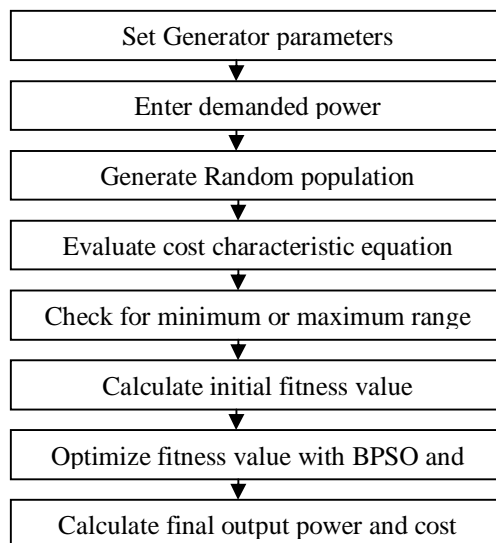 Set Generator parameters
Enter demanded power
Generate Random population
Evaluate cost characteristic equation
Check for minimum or maximum range
Calculate initial fitness value
Optimize fitness value with BPSO and
Calculate final output power and cost